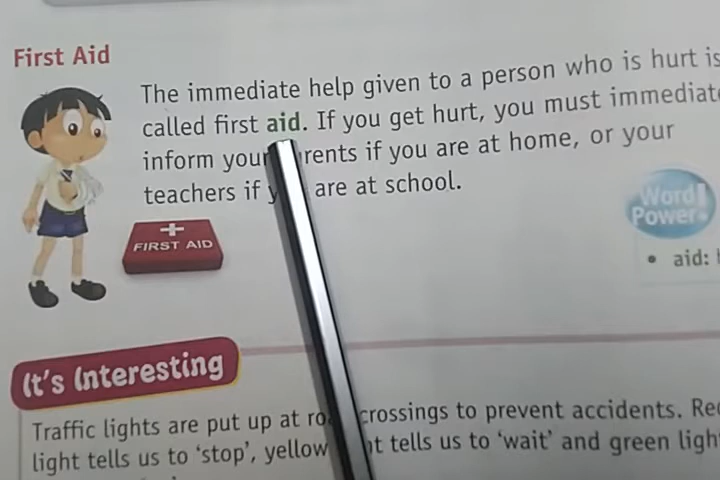 First Aid
The immediate help given to a person who is hurt is
called first aid. If you get hurt, you must
inform your if you are at home, or your
teachers if are at school.
FIRST AID
Word
Power!
• aid:
It's Interesting
Traffic lights are put up at crossings to prevent accidents.
light tells us to 'stop', yellow tells us to 'wait' and green